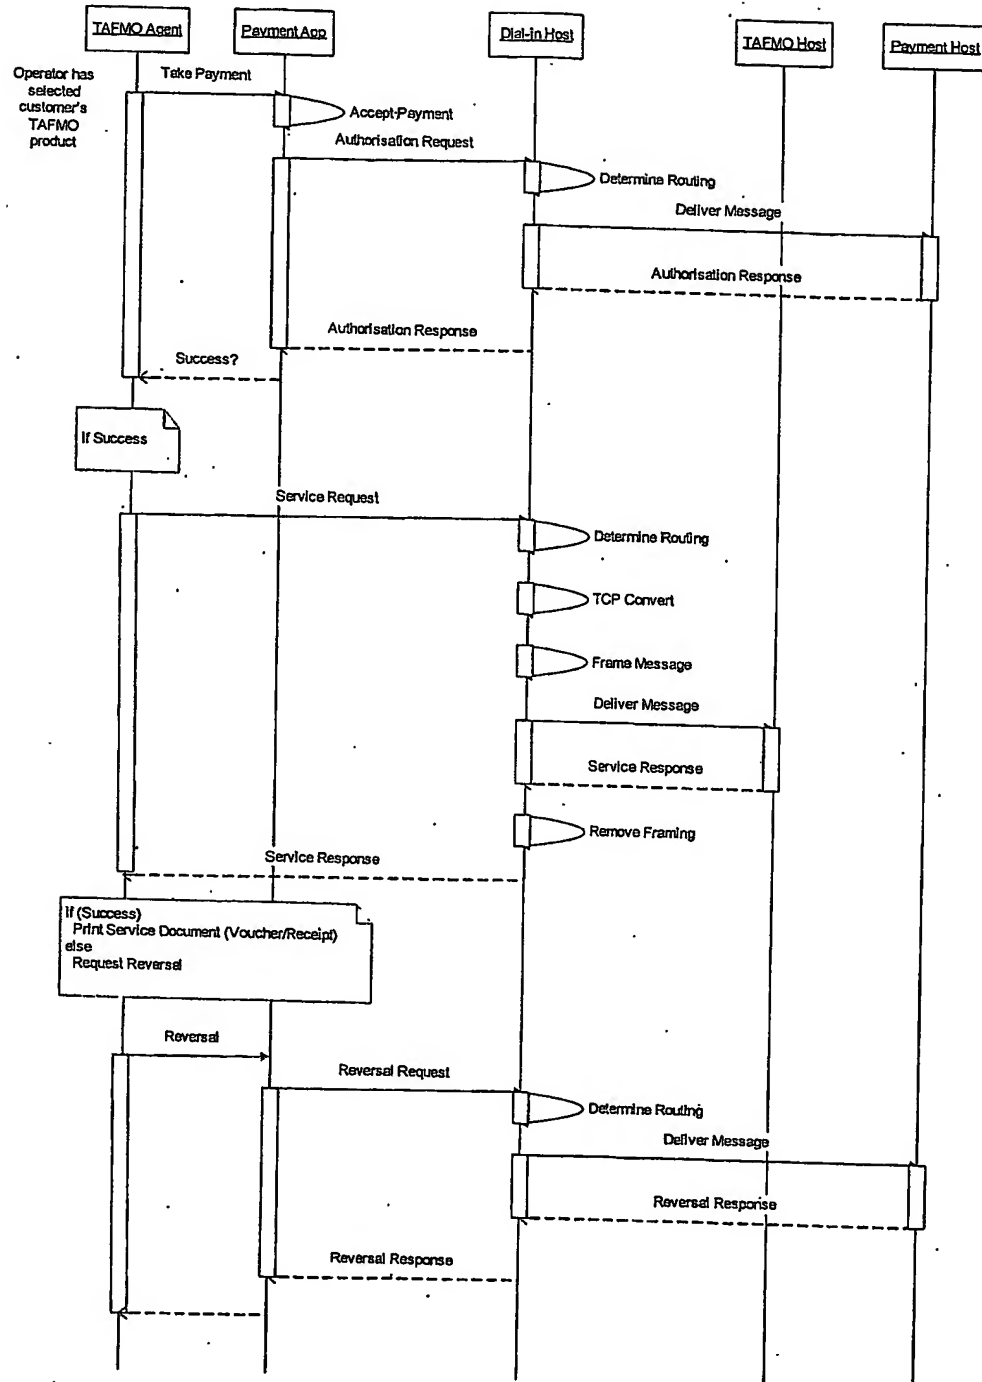 TAFMO Agent
Payment App
Dial-in Host
TAFMO Host
Payment Host
Operator has
selected
customer's
TAFMO
product
Take Payment
Accept-Payment
Authorisation Request
Determine Routing
Deliver Message
Authorisation Response
Authorisation Response
Success?
If Success
Service Request
Determine Routing
TCP Convert
Frame Message
Deliver Message
Service Response
Remove Framing
Service Response
If (Success)
Print Service Document (Voucher/Receipt)
else
Request Reversal
Reversal
Reversal Request
Determine Routing
Deliver Message
Reversal Response
Reversal Response